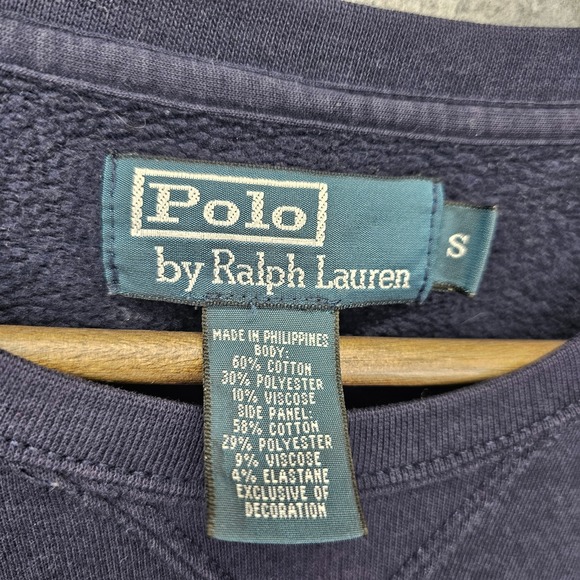 Polo
by Ralph Lauren
S
MADE IN PHILIPPINES
BODY:
60% COTTON
30% POLYESTER
10% VISCOSE
SIDE PANEL:
58% COTTON
29% POLYESTER
9% VISCOSE
4% ELASTANE
EXCLUSIVE OF
DECORATION